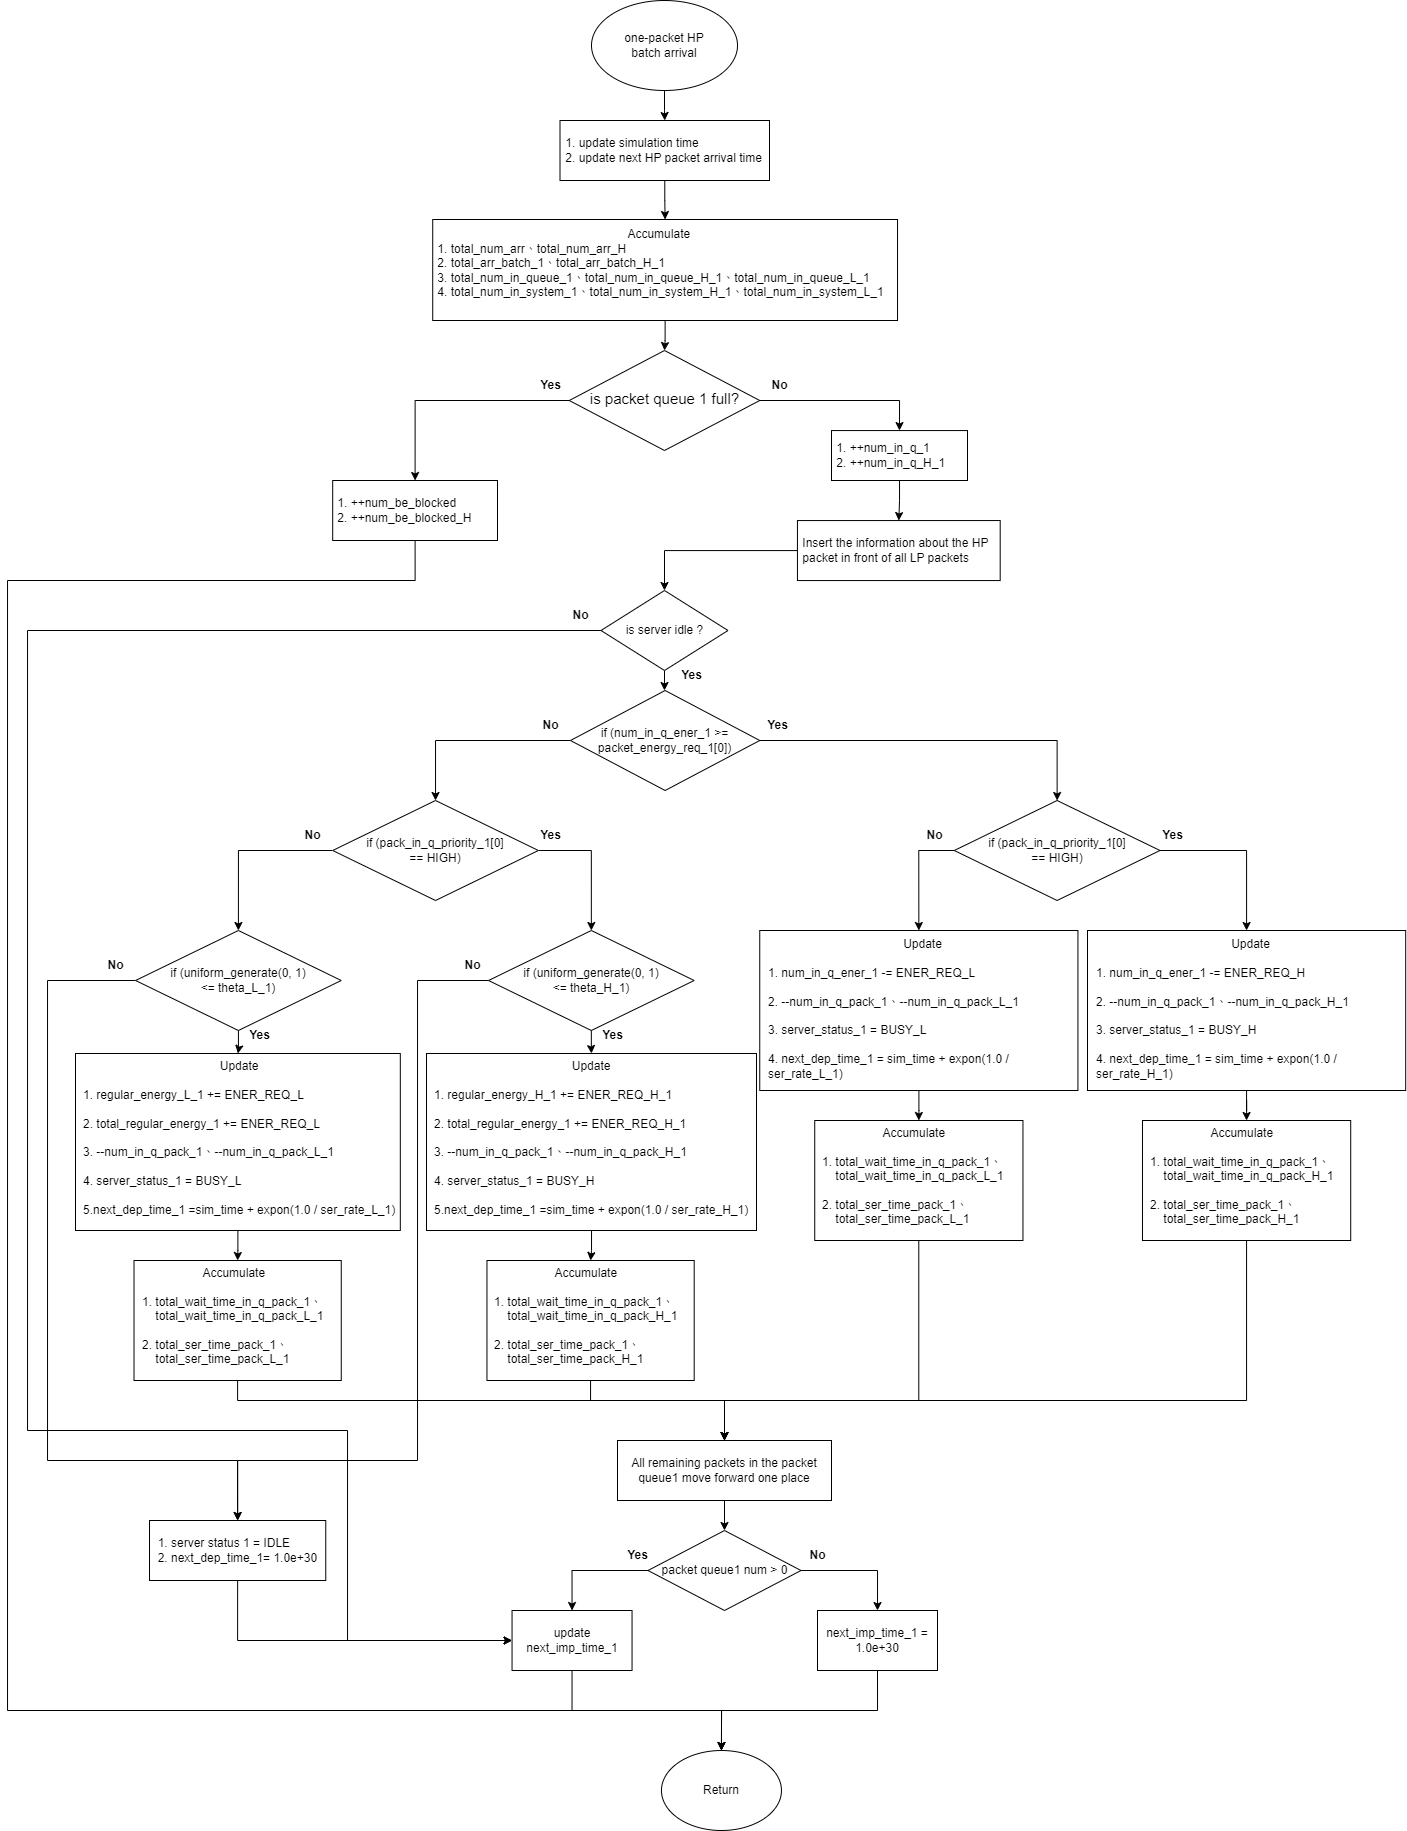 one-packet HP
batch arrival
1. update simulation time
2. update next HP packet arrival time
Accumulate
1. total_num_arr、total_num_arr_H
2. total_arr_batch_1、total_arr_batch_H_1
3. total_num_in_queue_1、total_num_in_queue_H_1、total_num_in_queue_L_1
4. total_num_in_system_1、total_num_in_system_H_1、total_num_in_system_L_1
Yes
is packet queue 1 full?
No
1. ++num_in_q_1
2. ++num_in_q_H_1
1. ++num_be_blocked
2. ++num_be_blocked_H
Insert the information about the HP
packet in front of all LP packets
No
is server idle ?
Yes
No
if (num_in_q_ener_1 >=
packet_energy_req_1[0])
Yes
No
if (pack_in_q_priority_1[0]
== HIGH)
Yes
No
if (pack_in_q_priority_1[0]
== HIGH)
Yes
No
if (uniform_generate(0, 1)
<= theta_L_1)
Yes
No
if (uniform_generate(0, 1)
<= theta_H_1)
Yes
Update
1. num_in_q_ener_1 -= ENER_REQ_L
2. --num_in_q_pack_1、--num_in_q_pack_L_1
3. server_status_1 = BUSY_L
4. next_dep_time_1 = sim_time + expon(1.0 /
ser_rate_L_1)
Update
1. num_in_q_ener_1 -= ENER_REQ_H
2. --num_in_q_pack_1、--num_in_q_pack_H_1
3. server_status_1 = BUSY_H
4. next_dep_time_1 = sim_time + expon(1.0 /
ser_rate_H_1)
Update
1. regular_energy_L_1 += ENER_REQ_L
2. total_regular_energy_1 += ENER_REQ_L
3. --num_in_q_pack_1、--num_in_q_pack_L_1
4. server_status_1 = BUSY_L
5.next_dep_time_1 =sim_time + expon(1.0 / ser_rate_L_1)
Update
1. regular_energy_H_1 += ENER_REQ_H_1
2. total_regular_energy_1 += ENER_REQ_H_1
3. --num_in_q_pack_1、--num_in_q_pack_H_1
4. server_status_1 = BUSY_H
5.next_dep_time_1 =sim_time + expon(1.0 / ser_rate_H_1)
Accumulate
1. total_wait_time_in_q_pack_1、
total_wait_time_in_q_pack_L_1
2. total_ser_time_pack_1、
total_ser_time_pack_L_1
Accumulate
1. total_wait_time_in_q_pack_1、
total_wait_time_in_q_pack_H_1
2. total_ser_time_pack_1、
total_ser_time_pack_H_1
Accumulate
1. total_wait_time_in_q_pack_1、
total_wait_time_in_q_pack_L_1
2. total_ser_time_pack_1、
total_ser_time_pack_L_1
Accumulate
1. total_wait_time_in_q_pack_1、
total_wait_time_in_q_pack_H_1
2. total_ser_time_pack_1、
total_ser_time_pack_H_1
All remaining packets in the packet
queue1 move forward one place
1. server status 1 = IDLE
2. next_dep_time_1= 1.0e+30
Yes
packet queue1 num > 0
No
update
next_imp_time_1
next_imp_time_1 =
1.0e+30
Return